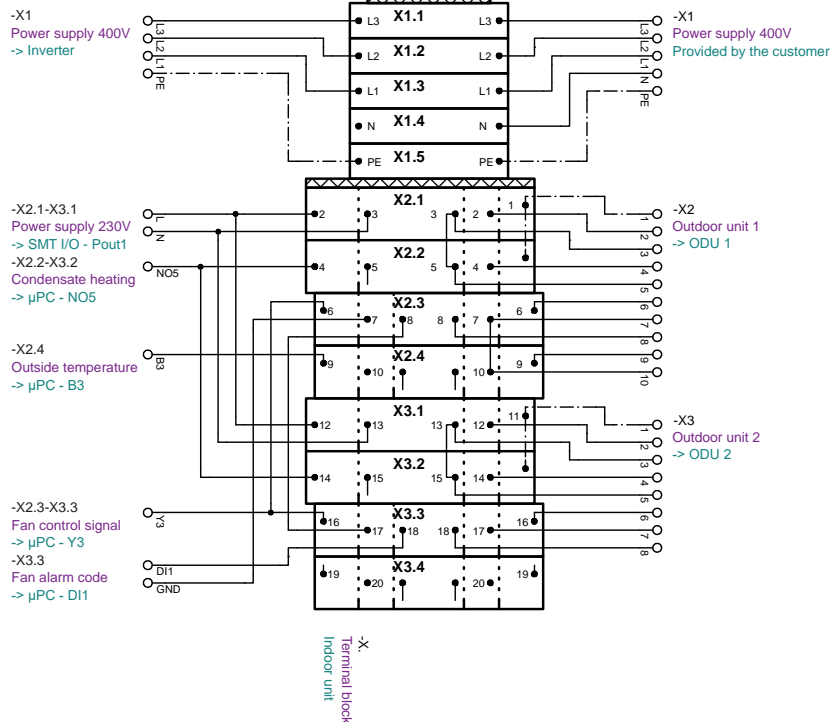 -X1
Power supply 400V
-> Inverter
L3
L2
L1
PE
L3 X1.1 L3
L2 X1.2 L2
L1 X1.3 L1
N X1.4 N
PE X1.5 PE
L3
L2
L1
N
PE
-X1
Power supply 400V
Provided by the customer
-X2.1-X3.1
Power supply 230V
-> SMT I/O - Pout1
L
N
-X2.2-X3.2
Condensate heating
-> µPC - NO5
NO5
-X2.4
Outside temperature
-> µPC - B3
B3
-X2.3-X3.3
Fan control signal
-> µPC - Y3
Y3
-X3.3
Fan alarm code
-> µPC - DI1
DI1
GND
X2.1
2 3 3 2 1
X2.2
4 5 5 4
X2.3
6 7 8 8 7 6
X2.4
9 10 10 9
X3.1
12 13 13 12 11
X3.2
14 15 15 14
X3.3
16 17 18 18 17 16
X3.4
19 20 20 19
1
2
3
4
5
6
7
8
9
10
-X2
Outdoor unit 1
-> ODU 1
1
2
3
4
5
6
7
8
-X3
Outdoor unit 2
-> ODU 2
-X.
Terminal block
Indoor unit